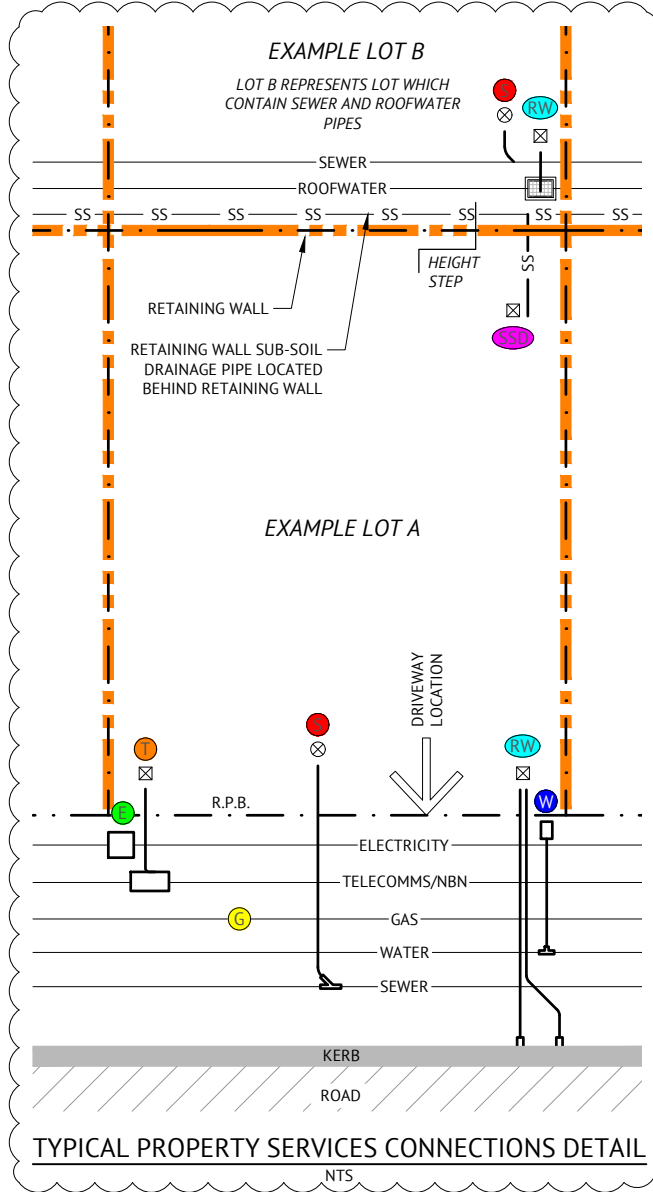 EXAMPLE LOT B
LOT B REPRESENTS LOT WHICH
CONTAIN SEWER AND ROOFWATER
PIPES
S
RW
SEWER
ROOFWATER
SS SS SS SS SS SS SS SS
HEIGHT
STEP
SS
RETAINING WALL
SSD
RETAINING WALL SUB-SOIL
DRAINAGE PIPE LOCATED
BEHIND RETAINING WALL
EXAMPLE LOT A
DRIVEWAY
LOCATION
S
T
RW
E
R.P.B.
W
ELECTRICITY
TELECOMMS/NBN
G
GAS
WATER
SEWER
KERB
ROAD
TYPICAL PROPERTY SERVICES CONNECTIONS DETAIL
NTS